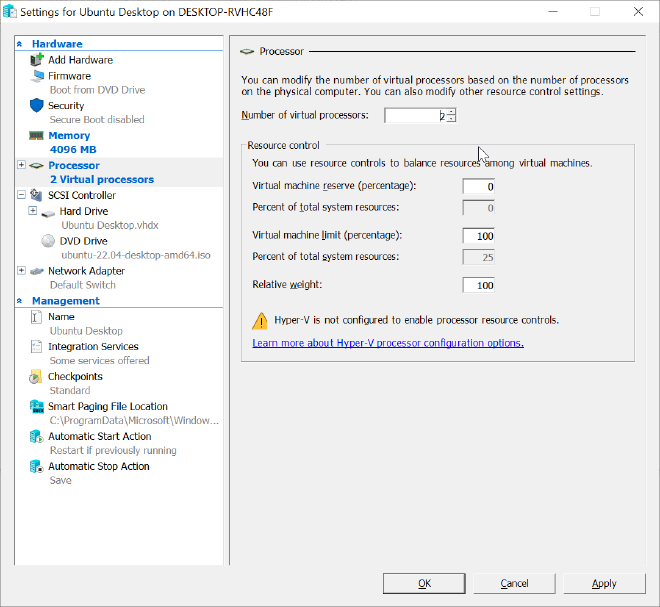 Settings for Ubuntu Desktop on DESKTOP-RVHC48F
Hardware
Add Hardware
Firmware
Boot from DVD Drive
Security
Secure Boot disabled
Memory
4096 MB
Processor
2 Virtual processors
SCSI Controller
Hard Drive
Ubuntu Desktop.vhdx
DVD Drive
ubuntu-22.04-desktop-amd64.iso
Network Adapter
Default Switch
Management
Name
Ubuntu Desktop
Integration Services
Some services offered
Checkpoints
Standard
Smart Paging File Location
C:\ProgramData\Microsoft\Window...
Automatic Start Action
Restart if previously running
Automatic Stop Action
Save
Processor
You can modify the number of virtual processors based on the number of processors
on the physical computer. You can also modify other resource control settings.
Number of virtual processors: 2
Resource control
You can use resource controls to balance resources among virtual machines.
Virtual machine reserve (percentage): 0
Percent of total system resources: 0
Virtual machine limit (percentage): 100
Percent of total system resources: 25
Relative weight: 100
Hyper-V is not configured to enable processor resource controls.
Learn more about Hyper-V processor configuration options.
OK Cancel Apply